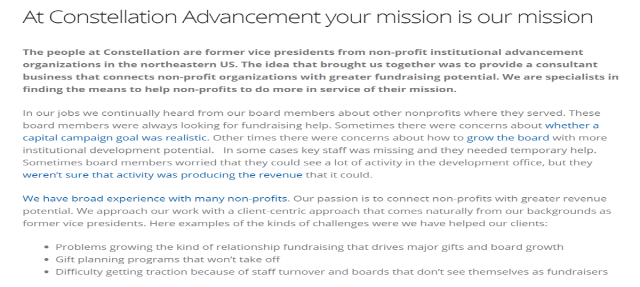 At Constellation Advancement your mission is our mission
The people at Constellation are former vice presidents from non-profit institutional advancement
organizations in the northeastern US. The idea that brought us together was to provide a consultant
business that connects non-profit organizations with greater fundraising potential. We are specialists in
finding the means to help non-profits to do more in service of their mission.
In our jobs we continually heard from our board members about other nonprofits where they served. These
board members were always looking for fundraising help. Sometimes there were concerns about whether a
capital campaign goal was realistic. Other times there were concerns about how to grow the board with more
institutional development potential. In some cases key staff was missing and they needed temporary help.
Sometimes board members worried that they could see a lot of activity in the development office, but they
weren't sure that activity was producing the revenue that it could.
We have broad experience with many non-profits. Our passion is to connect non-profits with greater revenue
potential. We approach our work with a client-centric approach that comes naturally from our backgrounds as
former vice presidents. Here examples of the kinds of challenges were we have helped our clients:
• Problems growing the kind of relationship fundraising that drives major gifts and board growth
• Gift planning programs that won't take off
• Difficulty getting traction because of staff turnover and boards that don't see themselves as fundraisers